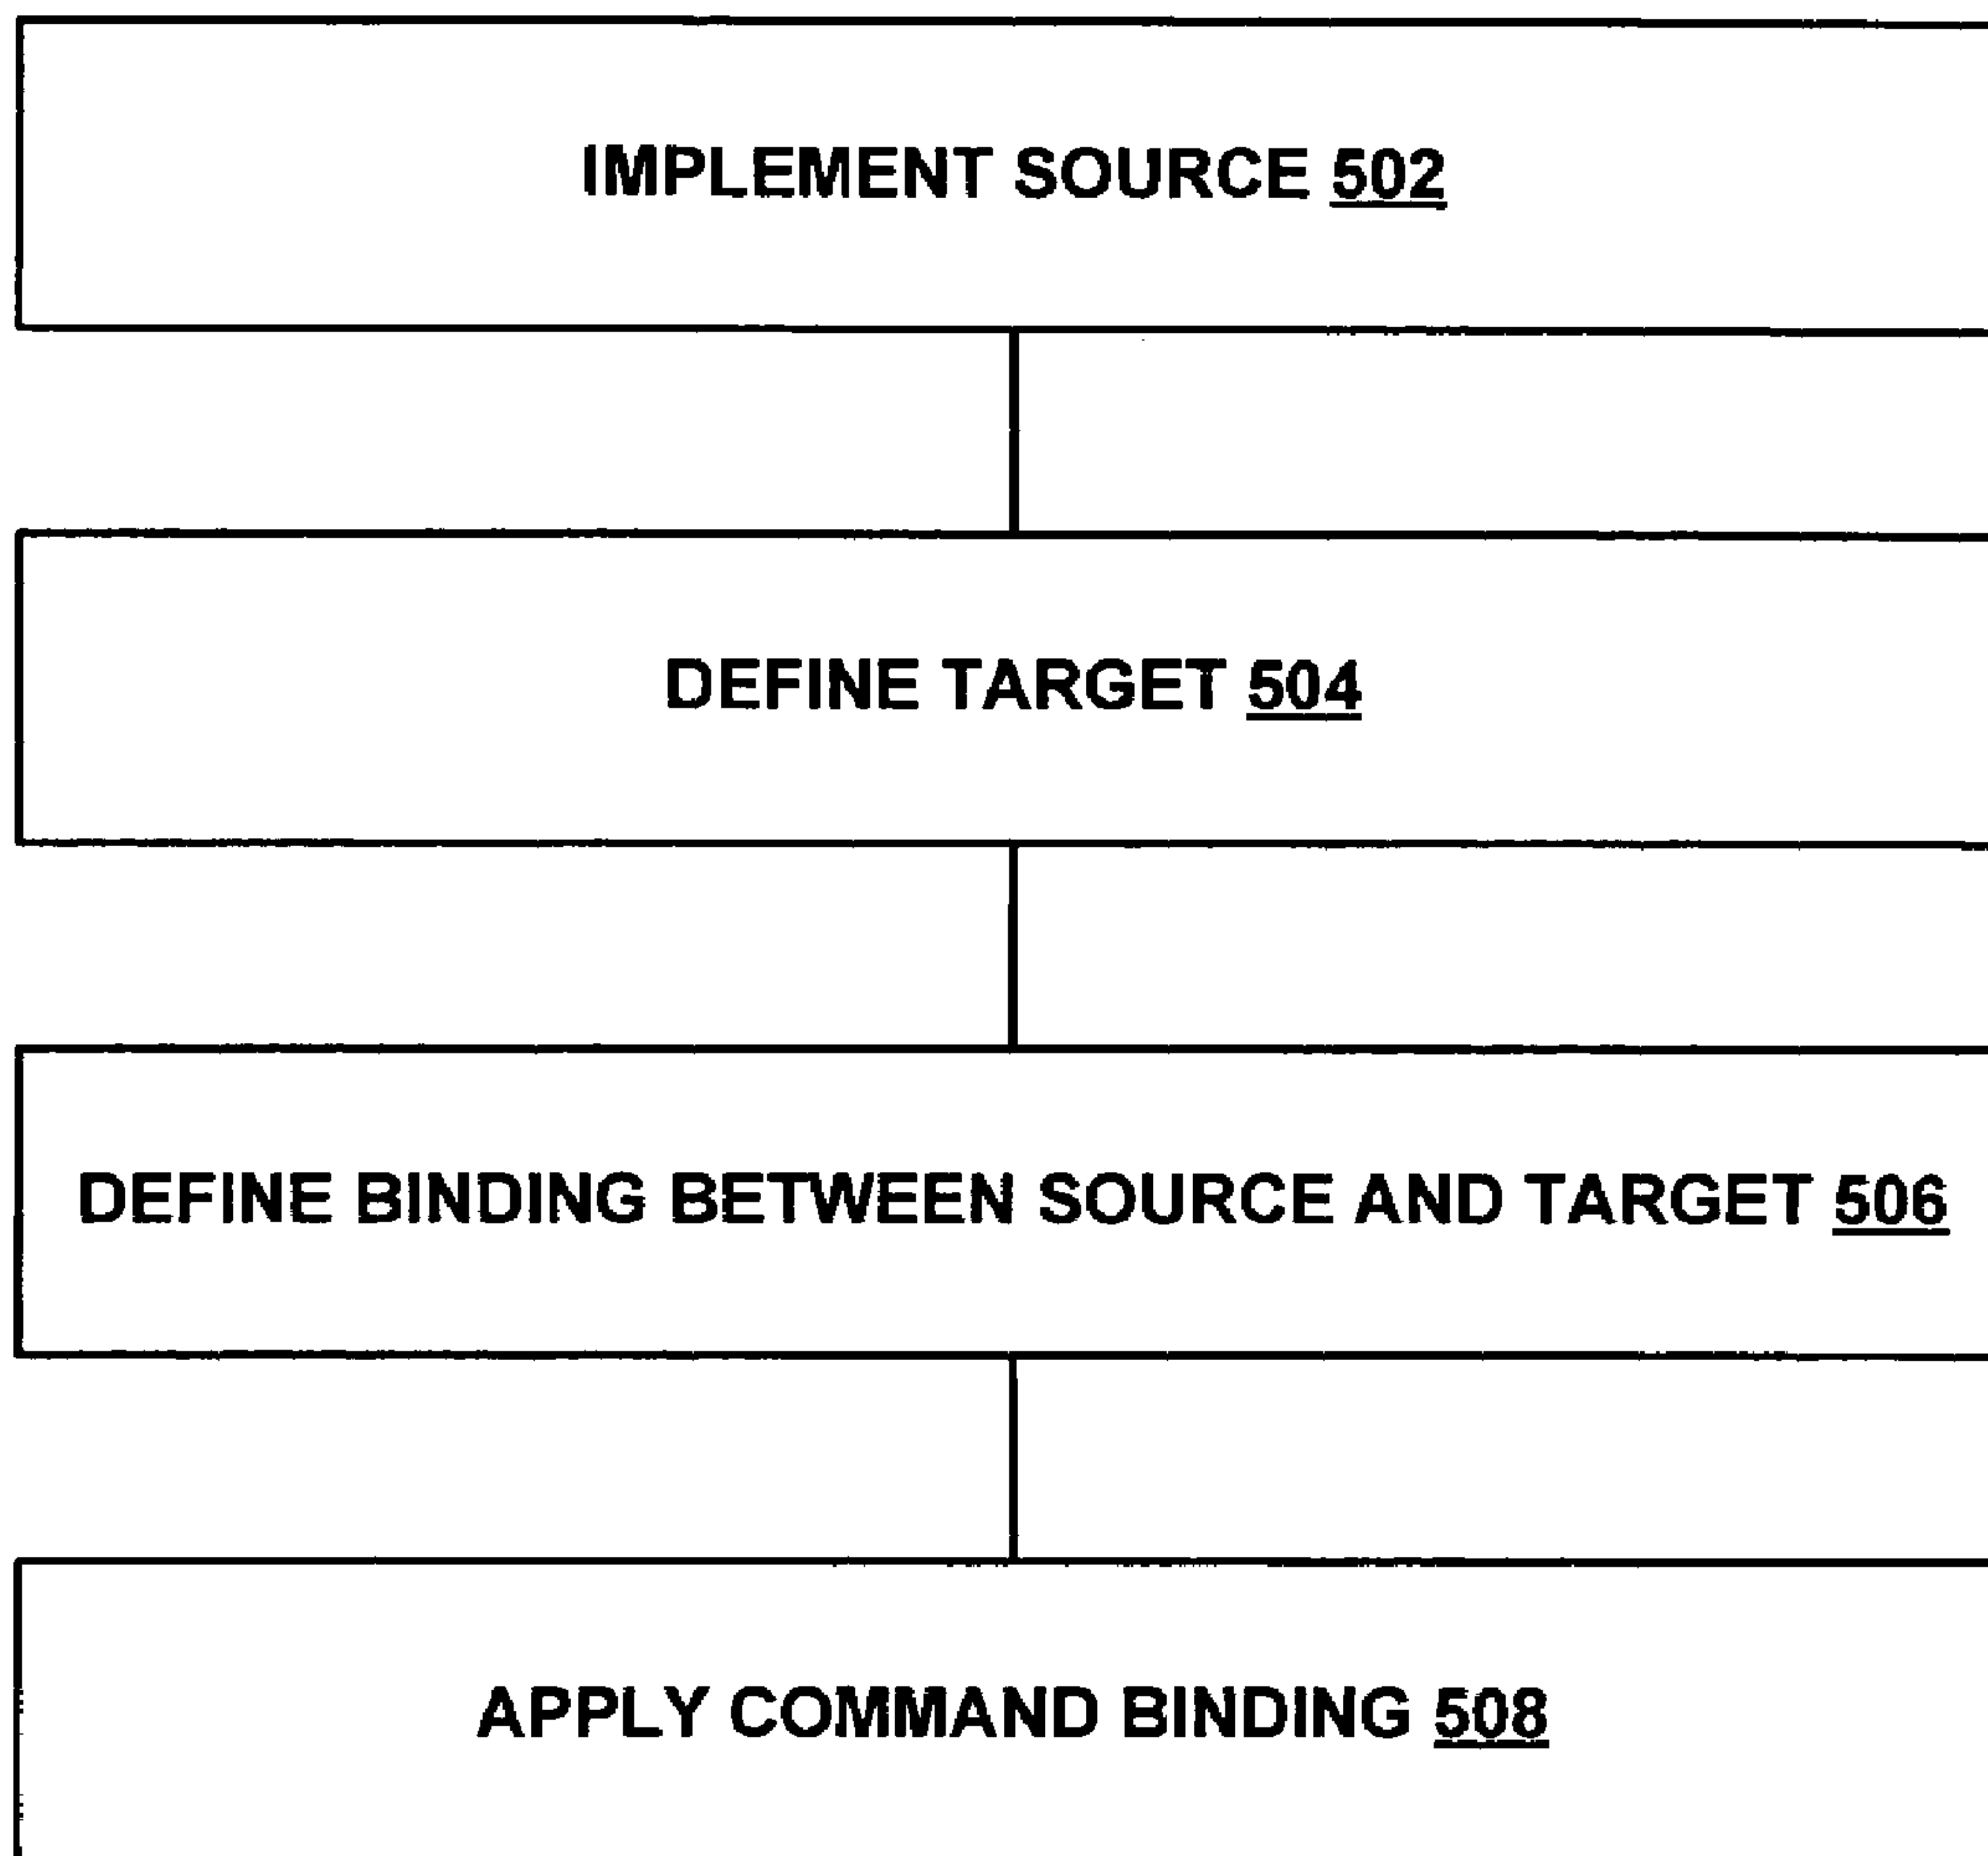 IMPLEMENT SOURCE 502
DEFINE TARGET 504
DEFINE BINDING BETWEEN SOURCE AND TARGET 506
APPLY COMMAND BINDING 508